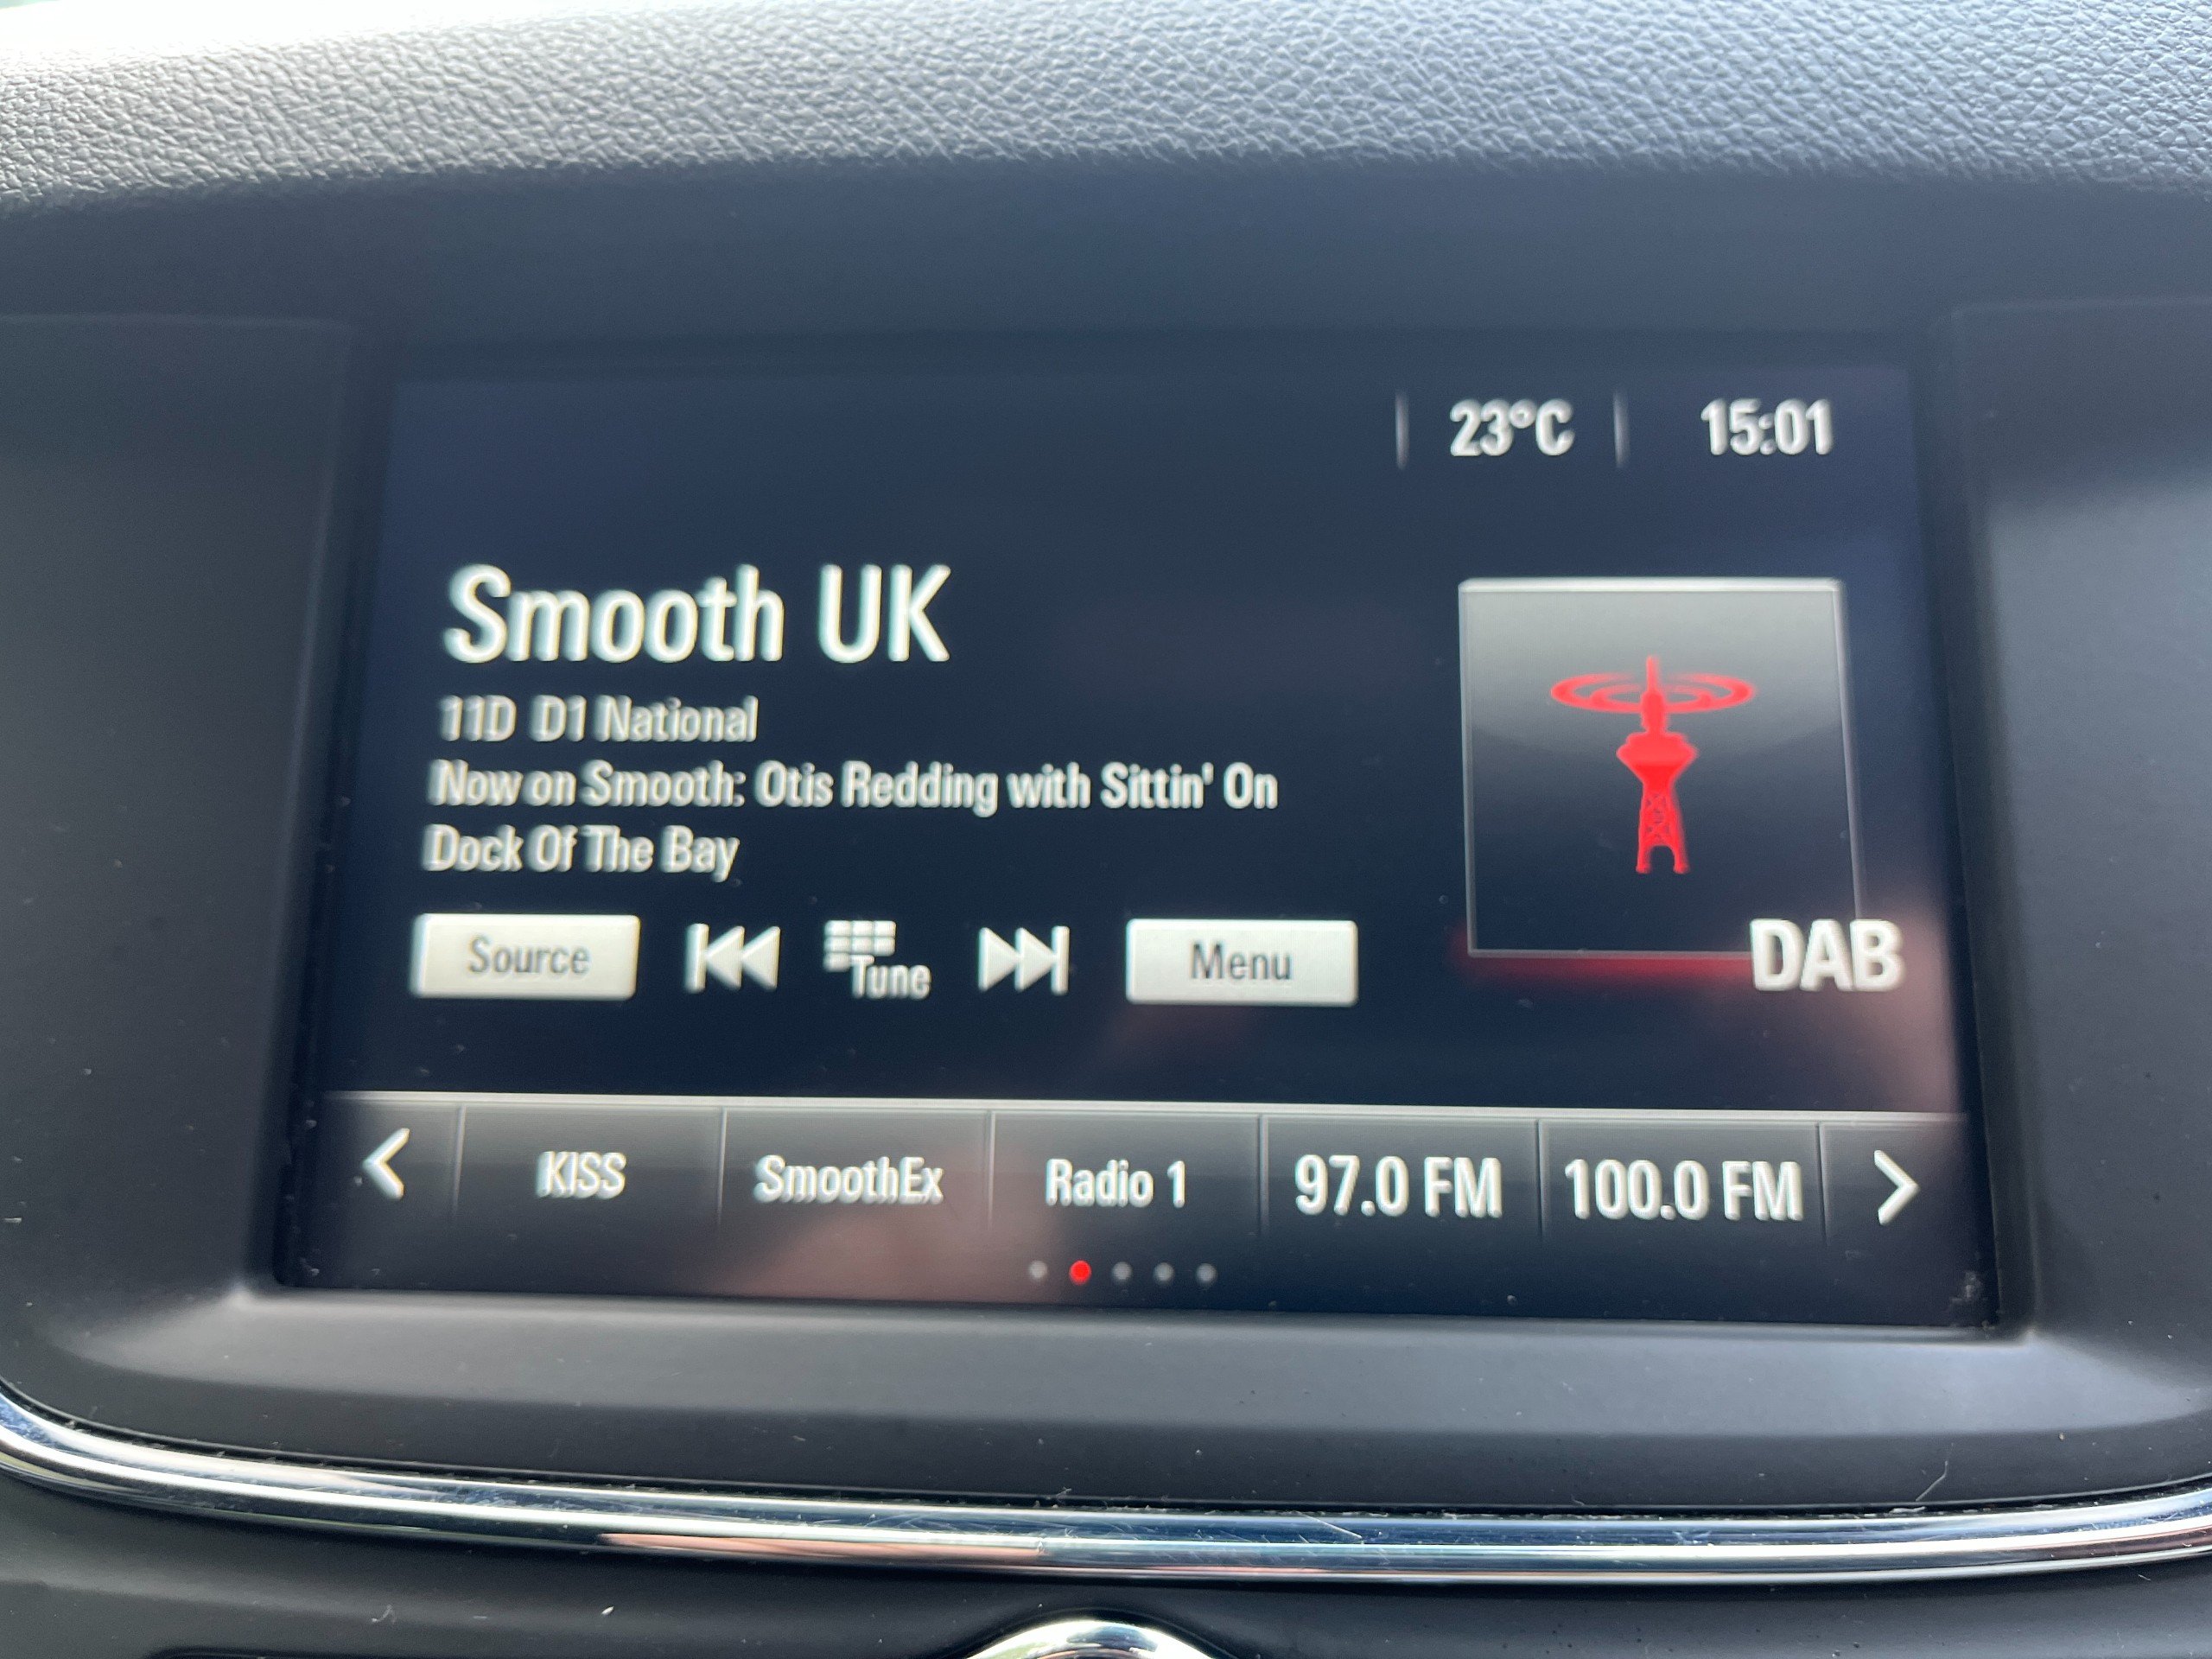 23°C 15:01
Smooth UK
11D D1 National
Now on Smooth: Otis Redding with Sittin' On
Dock Of The Bay
Source Tune Menu
DAB
KISS SmoothEx Radio 1 97.0 FM 100.0 FM